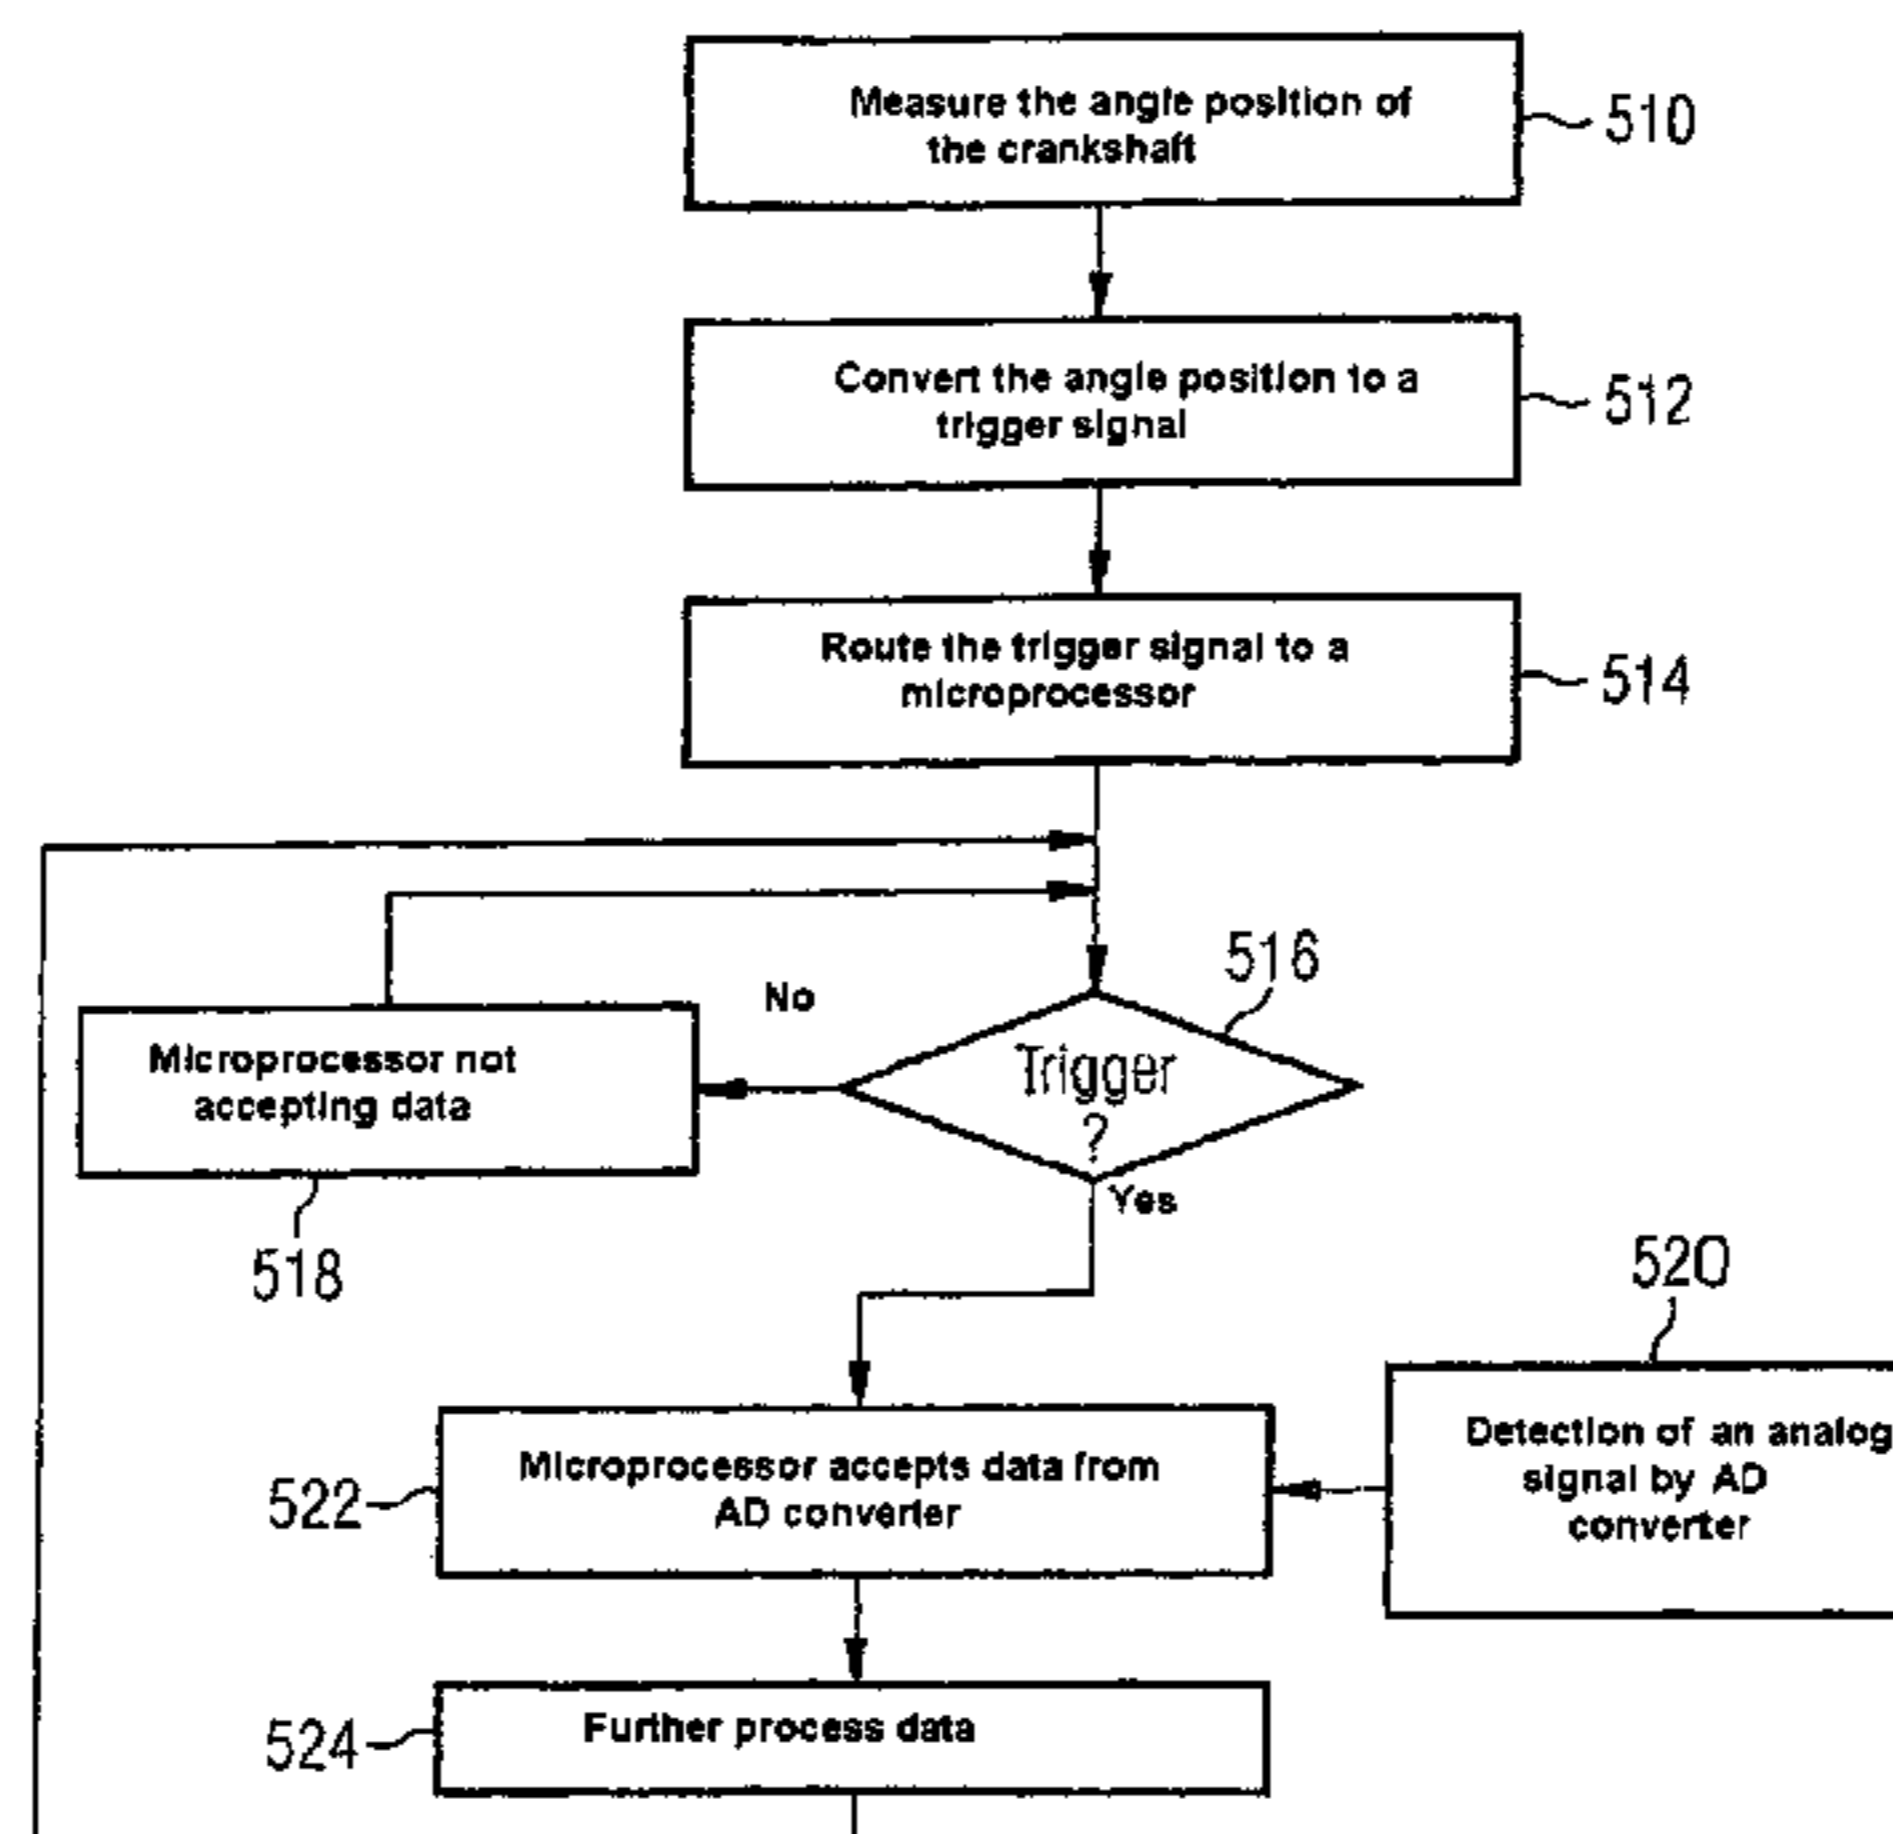 Measure the angle position of
the crankshaft
510
Convert the angle position to a
trigger signal
512
Route the trigger signal to a
microprocessor
514
516
No
Trigger
?
Microprocessor not
accepting data
Yes
518
520
Detection of an analog
signal by AD
converter
Microprocessor accepts data from
AD converter
522
Further process data
524